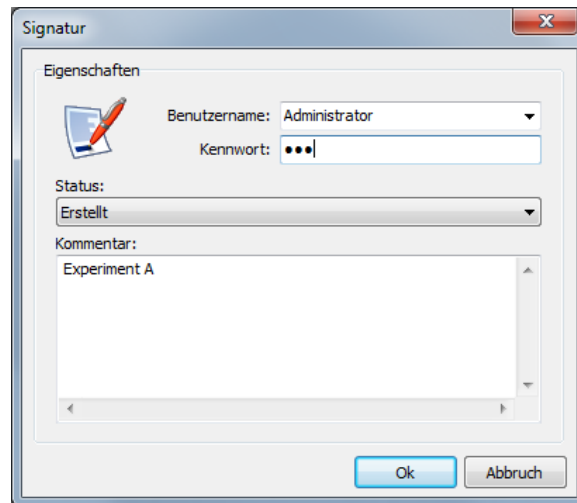 Signatur
Eigenschaften
Benutzername: Administrator
Kennwort: •••
Status:
Erstellt
Kommentar:
Experiment A
Ok Abbruch